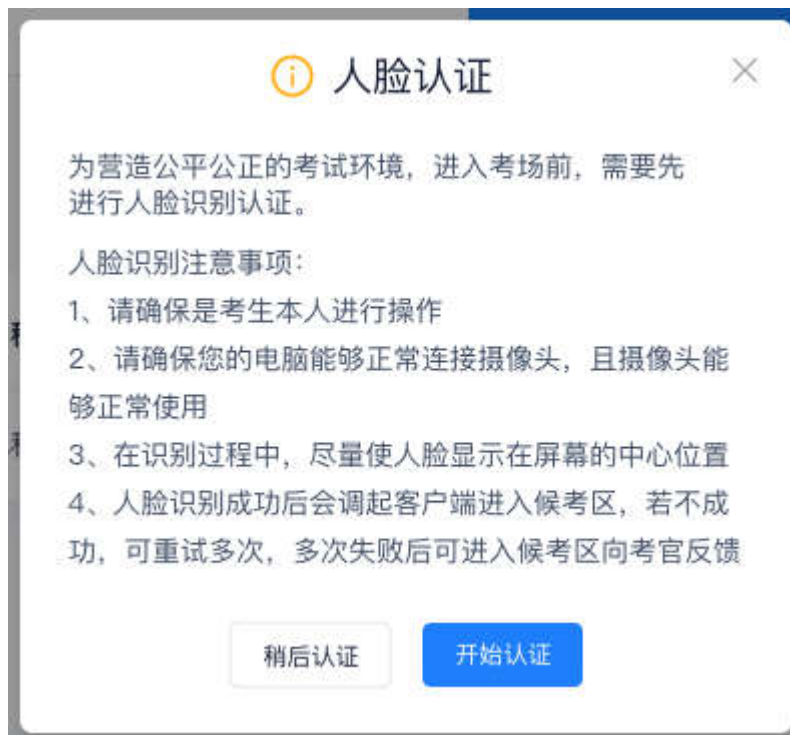 人脸认证
为营造公平公正的考试环境，进入考场前，需要先
进行人脸识别认证。
人脸识别注意事项：
1、请确保是考生本人进行操作
2、请确保您的电脑能够正常连接摄像头，且摄像头能
够正常使用
3、在识别过程中，尽量使人脸显示在屏幕的中心位置
4、人脸识别成功后会调起客户端进入候考区，若不成
功，可重试多次，多次失败后可进入候考区向考官反馈
稍后认证
开始认证